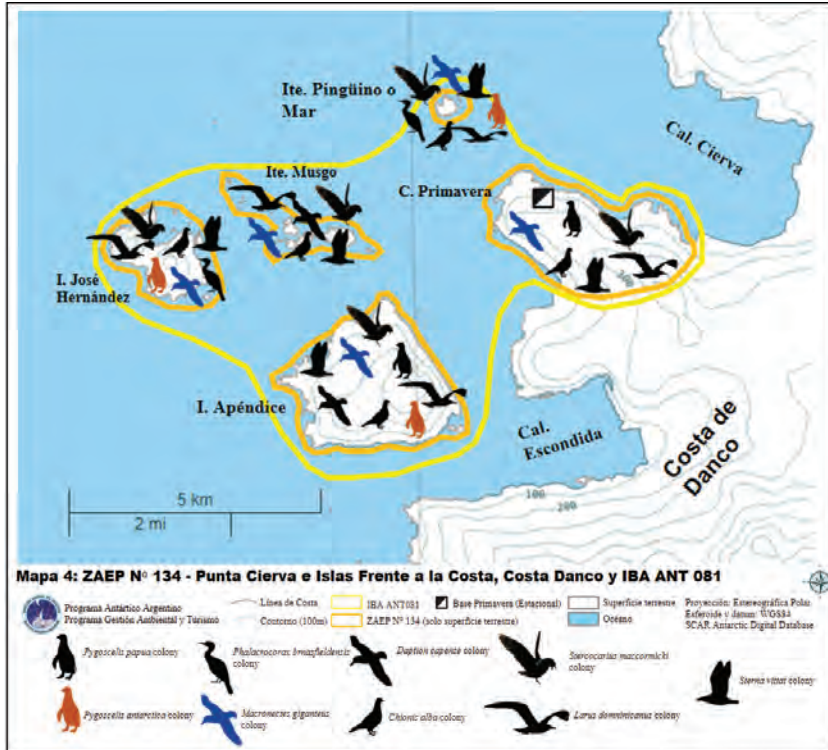 Ite. Pingüino o
Mar
Cal. Cierva
Ite. Musgo
C. Primavera
I. José
Hernández
100
I. Apéndice
Cal.
Escondida
Costa de
Danco
5 km
2 mi
100
200
Mapa 4: ZAEP Nº 134 - Punta Cierva e Islas Frente a la Costa, Costa Danco y IBA ANT 081
Programa Antártico Argentino
Programa Gestión Ambiental y Turismo
Línea de Costa
Contorno (100m)
IBA ANT081
ZAEP Nº 134 (solo superficie terrestre)
Base Primavera (Estacional)
Superficie terrestre
Océano
Proyección: Estereográfica Polar
Esferoide y datum: WGS84
SCAR Antarctic Digital Database
Pygoscelis papua colony
Phalacrocorax bransfieldensis
colony
Daption capense colony
Stercorarius maccormicki
colony
Sterna vittat colony
Pygoscelis antarctica colony
Macronectes giganteus
colony
Chionis alba colony
Larus dominicanus colony